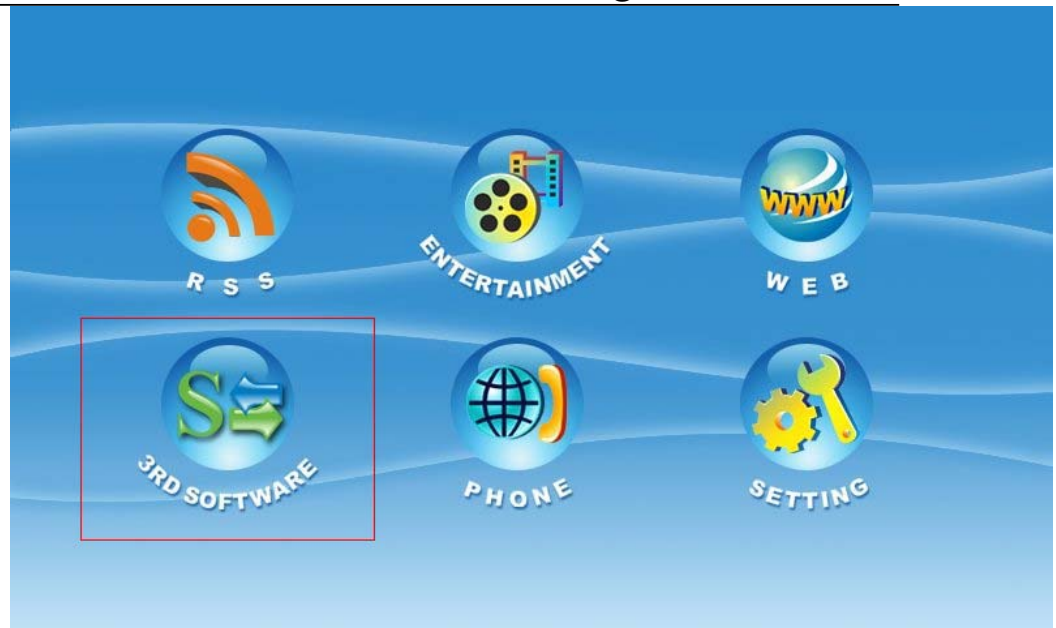 RSS
ENTERTAINMENT
WWW
WEB
S
3RD SOFTWARE
PHONE
SETTING